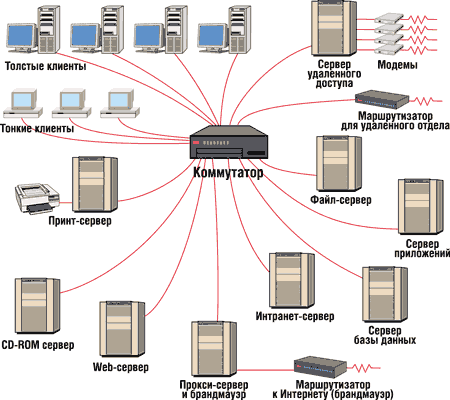 Толстые клиенты
Сервер
удаленного
доступа
Модемы
Тонкие клиенты
Маршрутизатор
для удаленного отдела
Коммутатор
Принт-сервер
Файл-сервер
Сервер
приложений
CD-ROM сервер
Web-сервер
Интранет-сервер
Сервер
базы данных
Прокси-сервер
и брандмауэр
Маршрутизатор
к Интернету (брандмауэр)